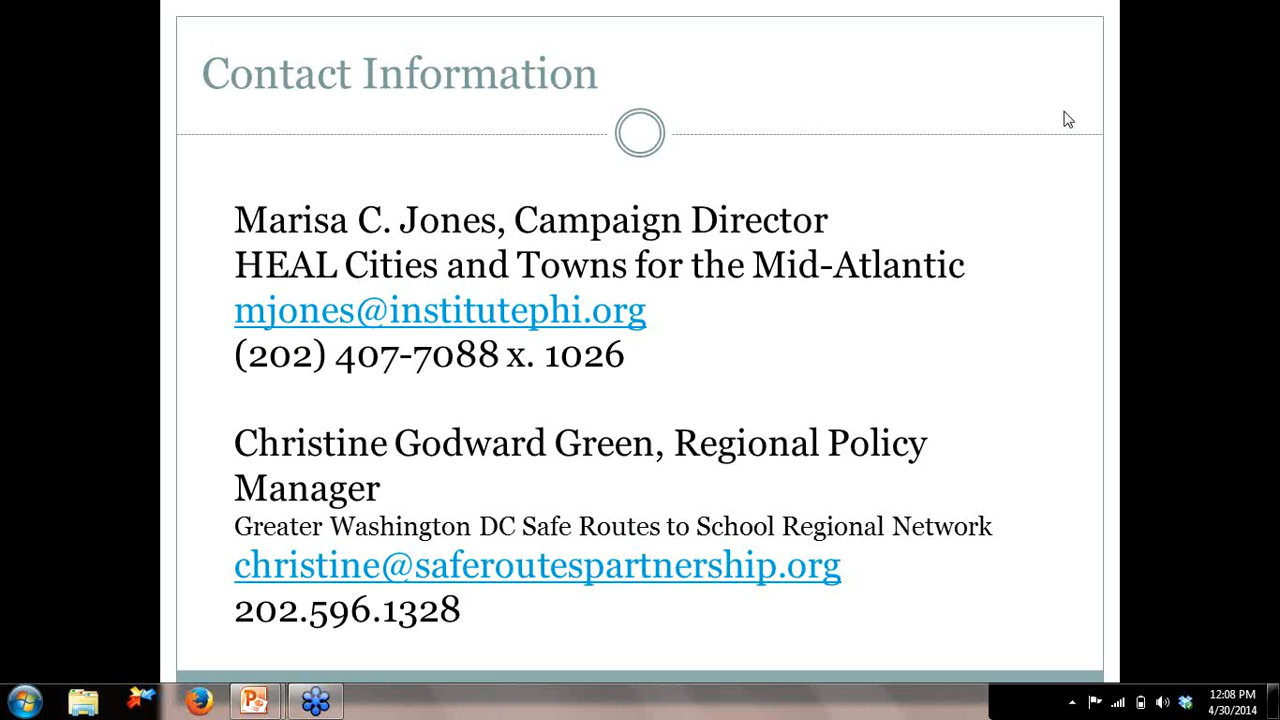 Contact Information
Marisa C. Jones, Campaign Director
HEAL Cities and Towns for the Mid-Atlantic
mjones@institutephi.org
(202) 407-7088 x. 1026
Christine Godward Green, Regional Policy
Manager
Greater Washington DC Safe Routes to School Regional Network
christine@saferoutespartnership.org
202.596.1328
12:08 PM
4/30/2014